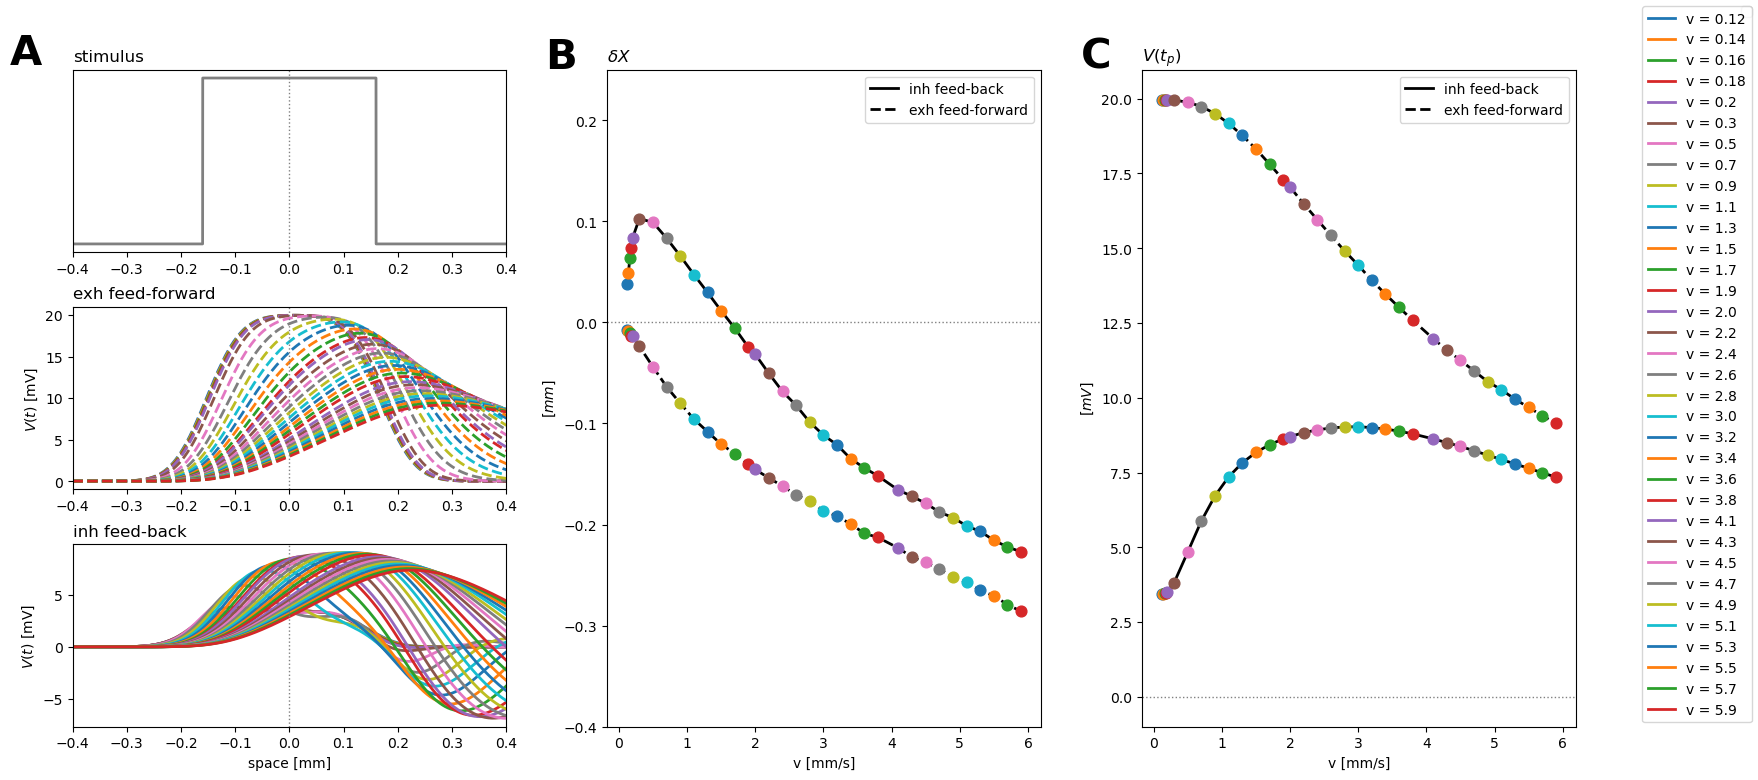 A
stimulus
−0.4 −0.3 −0.2 −0.1 0.0 0.1 0.2 0.3 0.4
exh feed-forward
20
15
10
5
0
V(t) [mV]
−0.4 −0.3 −0.2 −0.1 0.0 0.1 0.2 0.3 0.4
inh feed-back
5
0
−5
V(t) [mV]
−0.4 −0.3 −0.2 −0.1 0.0 0.1 0.2 0.3 0.4
space [mm]
B
δX
inh feed-back
exh feed-forward
0.2
0.1
0.0
−0.1
−0.2
−0.3
−0.4
[mm]
0 1 2 3 4 5 6
v [mm/s]
C
V(tp)
inh feed-back
exh feed-forward
20.0
17.5
15.0
12.5
10.0
7.5
5.0
2.5
0.0
[mV]
0 1 2 3 4 5 6
v [mm/s]
v = 0.12
v = 0.14
v = 0.16
v = 0.18
v = 0.2
v = 0.3
v = 0.5
v = 0.7
v = 0.9
v = 1.1
v = 1.3
v = 1.5
v = 1.7
v = 1.9
v = 2.0
v = 2.2
v = 2.4
v = 2.6
v = 2.8
v = 3.0
v = 3.2
v = 3.4
v = 3.6
v = 3.8
v = 4.1
v = 4.3
v = 4.5
v = 4.7
v = 4.9
v = 5.1
v = 5.3
v = 5.5
v = 5.7
v = 5.9